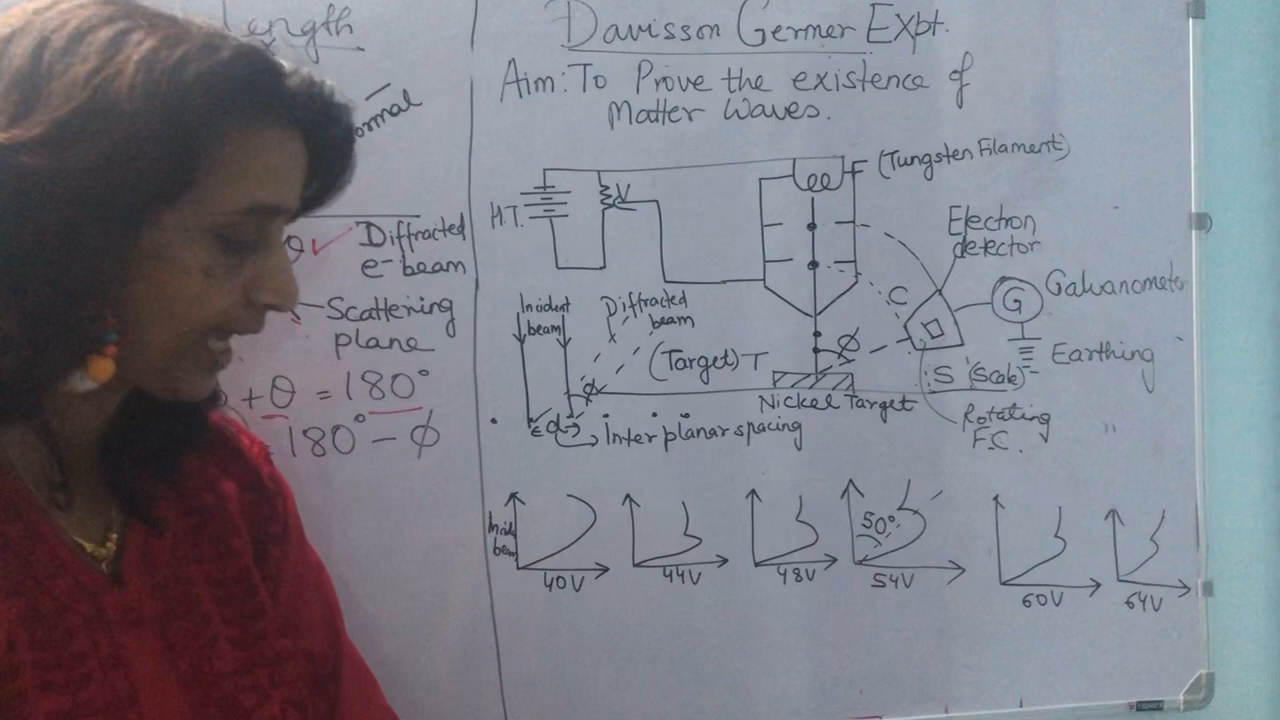 Length
ormal
θ
Diffracted
e-beam
Scattering
plane
+ θ = 180°
180° - ϕ
Davisson Germer Expt.
Aim: To Prove the existence of
Matter Waves.
H.T.
V
F (Tungsten Filament)
Electron
detector
C
G
Galvanometer
Earthing
Incident
beam
Diffracted
beam
(Target) T
ϕ
ϕ
S (Scale)
Nickel Target
Rotating
F.C.
d
Interplanar spacing
beam
40V
44V
48V
50°
54V
60V
64V